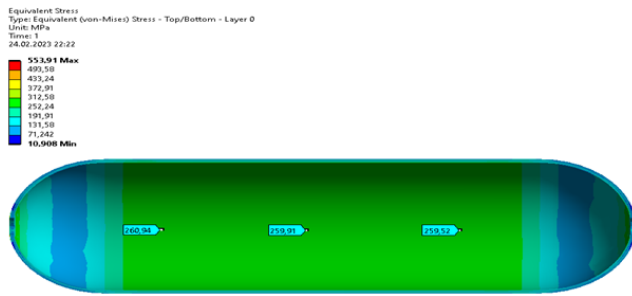 Equivalent Stress
Type: Equivalent (von-Mises) Stress - Top/Bottom - Layer 0
Unit: MPa
Time: 1
24.02.2023 22:22
553,91 Max
493,58
433,24
372,91
312,58
252,24
191,91
131,58
71,242
10,908 Min
260,94
259,91
259,52